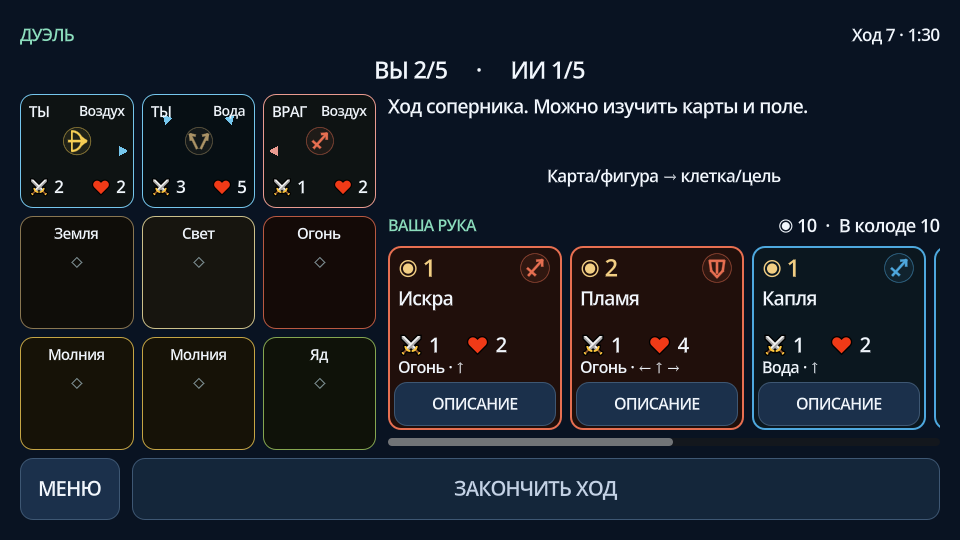 ДУЭЛЬ
Ход 7 · 1:30
ВЫ 2/5 · ИИ 1/5
ТЫ Воздух
2 2
ТЫ Вода
3 5
ВРАГ Воздух
1 2
Ход соперника. Можно изучить карты и поле.
Карта/фигура → клетка/цель
Земля
Свет
Огонь
Молния
Молния
Яд
ВАША РУКА
◉ 10 · В колоде 10
◉ 1
Искра
1 2
Огонь · ↑
ОПИСАНИЕ
◉ 2
Пламя
1 4
Огонь · ← ↑ →
ОПИСАНИЕ
◉ 1
Капля
1 2
Вода · ↑
ОПИСАНИЕ
МЕНЮ
ЗАКОНЧИТЬ ХОД